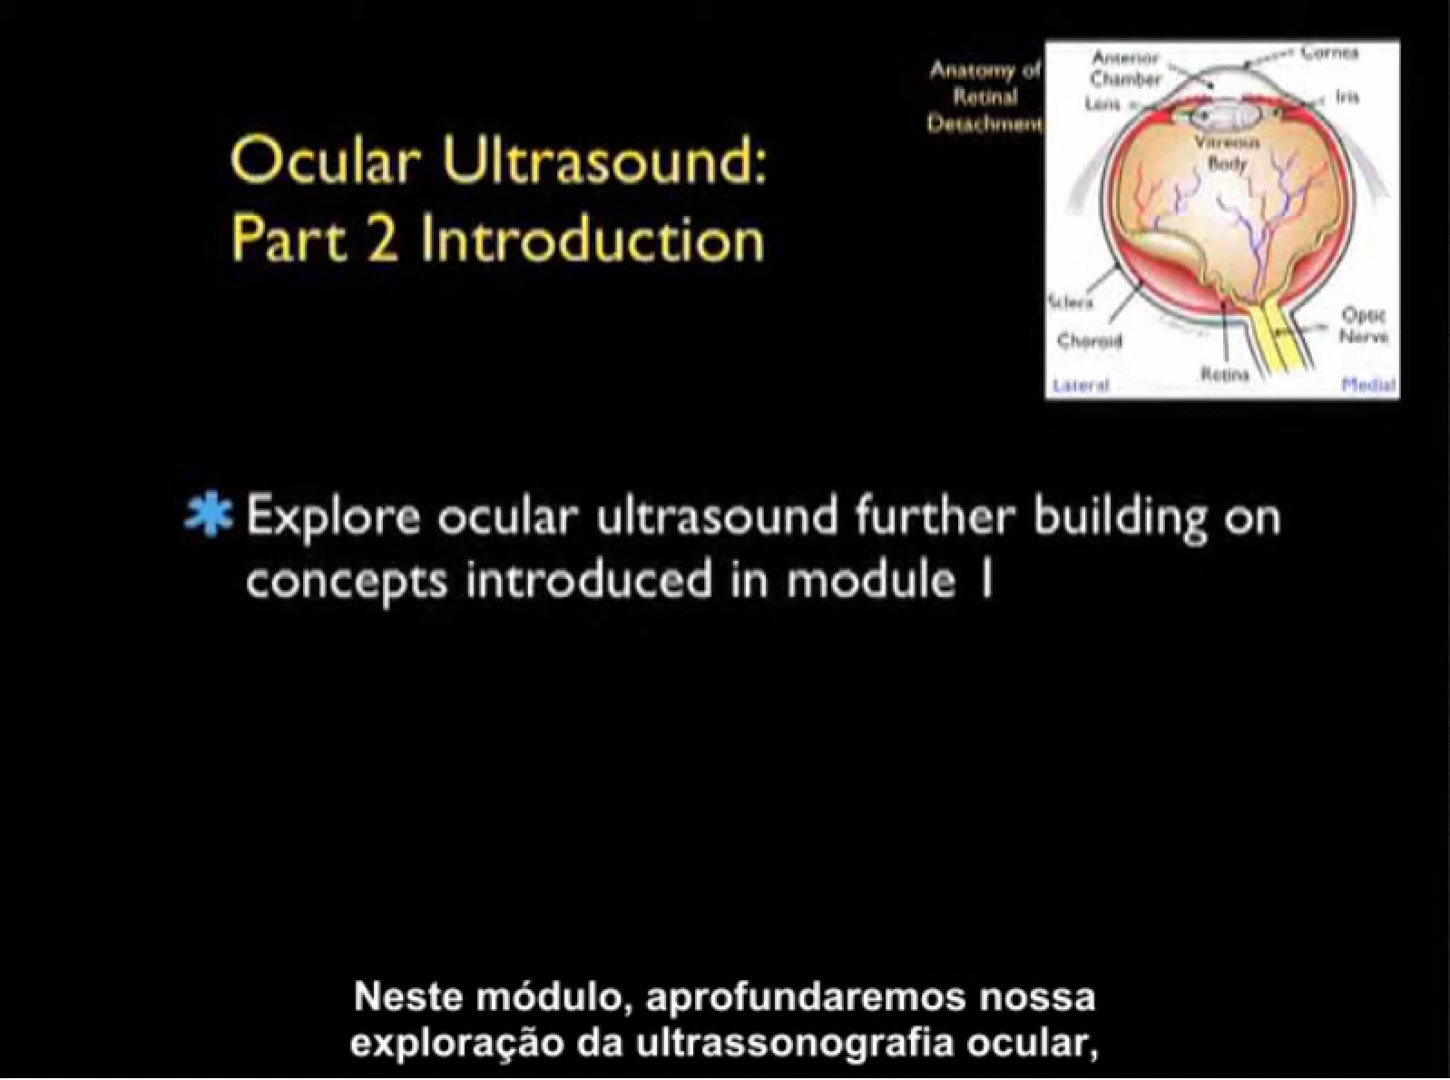 Anatomy of
Retinal
Detachment
Anterior
Chamber
Cornea
Lens
Iris
Vitreous
Body
Sclera
Choroid
Retina
Optic
Nerve
Lateral
Medial
Ocular Ultrasound:
Part 2 Introduction
Explore ocular ultrasound further building on
concepts introduced in module 1
Neste módulo, aprofundaremos nossa
exploração da ultrassonografia ocular,